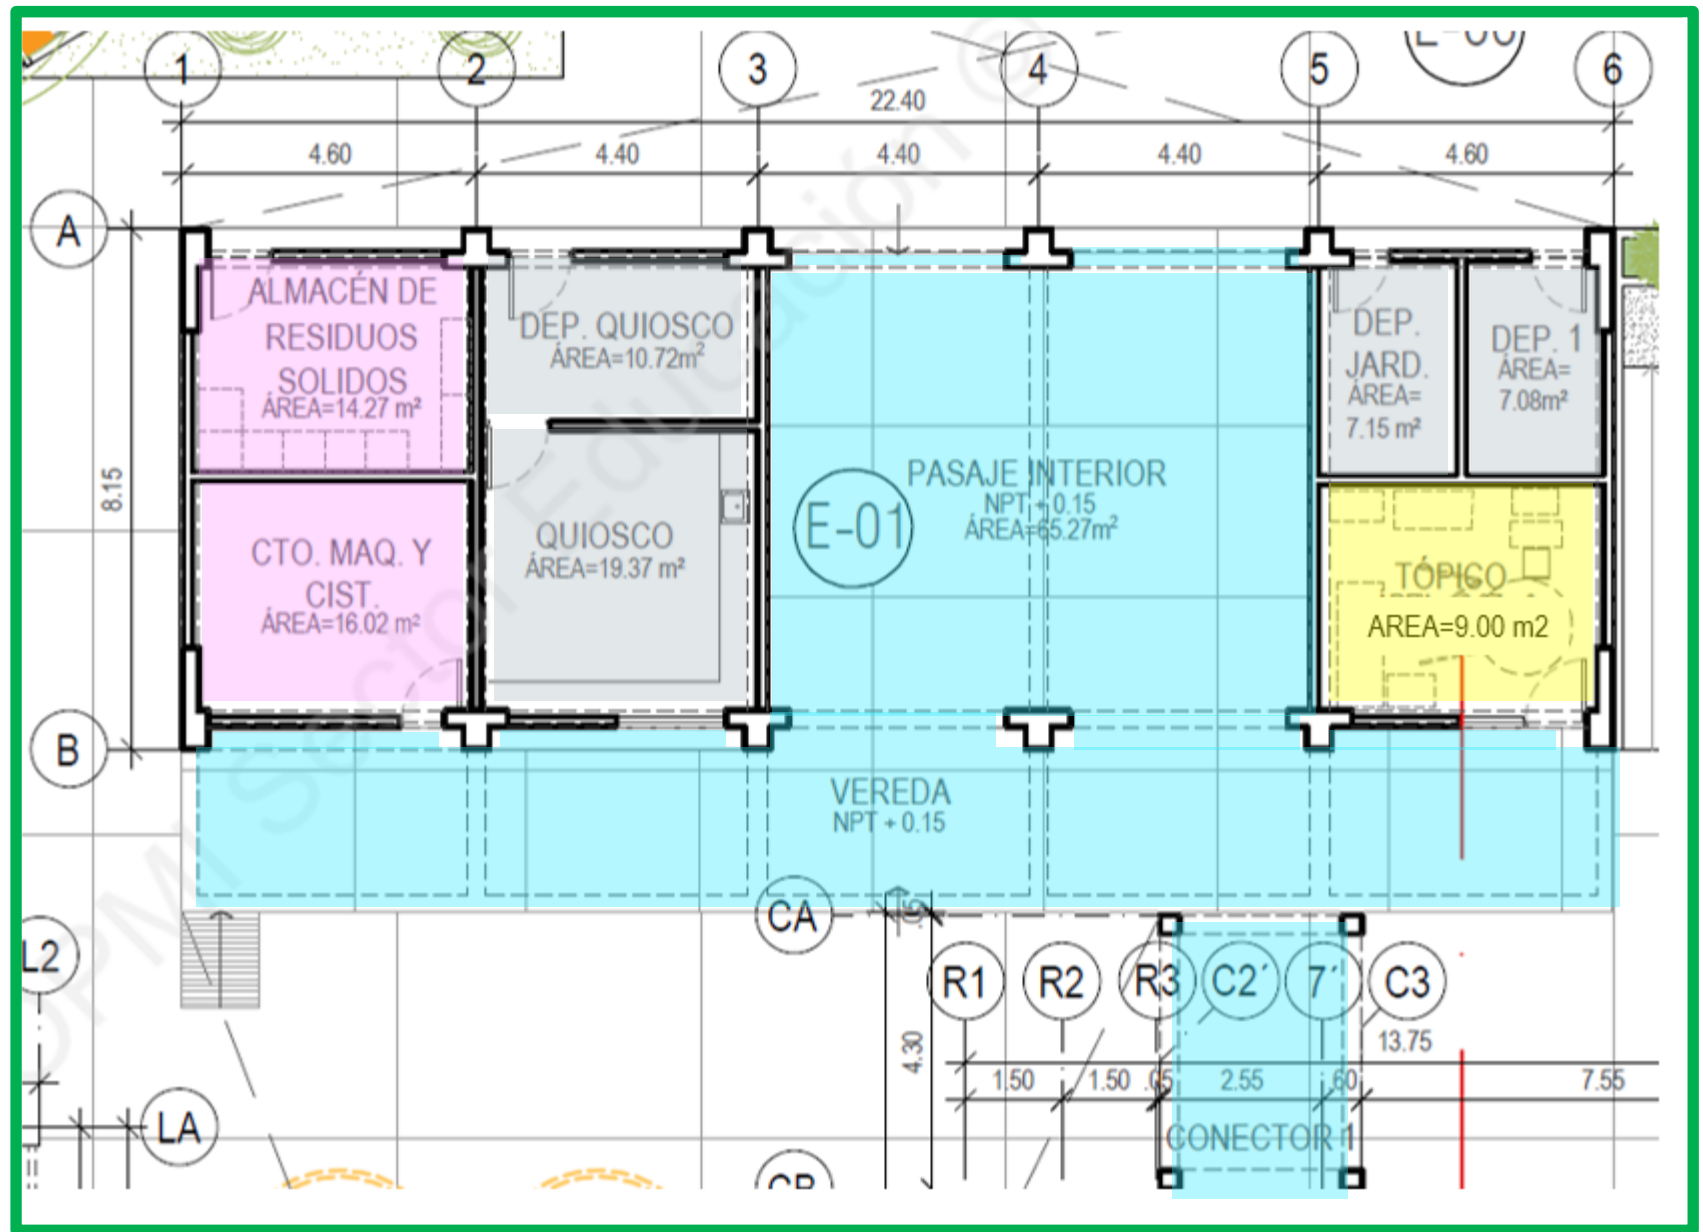 1
2
3
4
5
6
22.40
4.60
4.40
4.40
4.40
4.60
A
ALMACÉN DE
RESIDUOS
SOLIDOS
ÁREA=14.27 m²
DEP. QUIOSCO
ÁREA=10.72m²
DEP.
JARD.
ÁREA=
7.15 m²
DEP. 1
ÁREA=
7.08m²
8.15
PASAJE INTERIOR
NPT + 0.15
ÁREA=65.27m²
E-01
QUIOSCO
ÁREA=19.37 m²
CTO. MAQ. Y
CIST.
ÁREA=16.02 m²
TÓPICO
AREA=9.00 m2
B
VEREDA
NPT + 0.15
CA
.05
L2
R1
R2
R3
C2´
7´
C3
4.30
13.75
1.50
1.50
.05
2.55
.60
7.55
LA
CONECTOR 1
OPMI Sector Educación ©